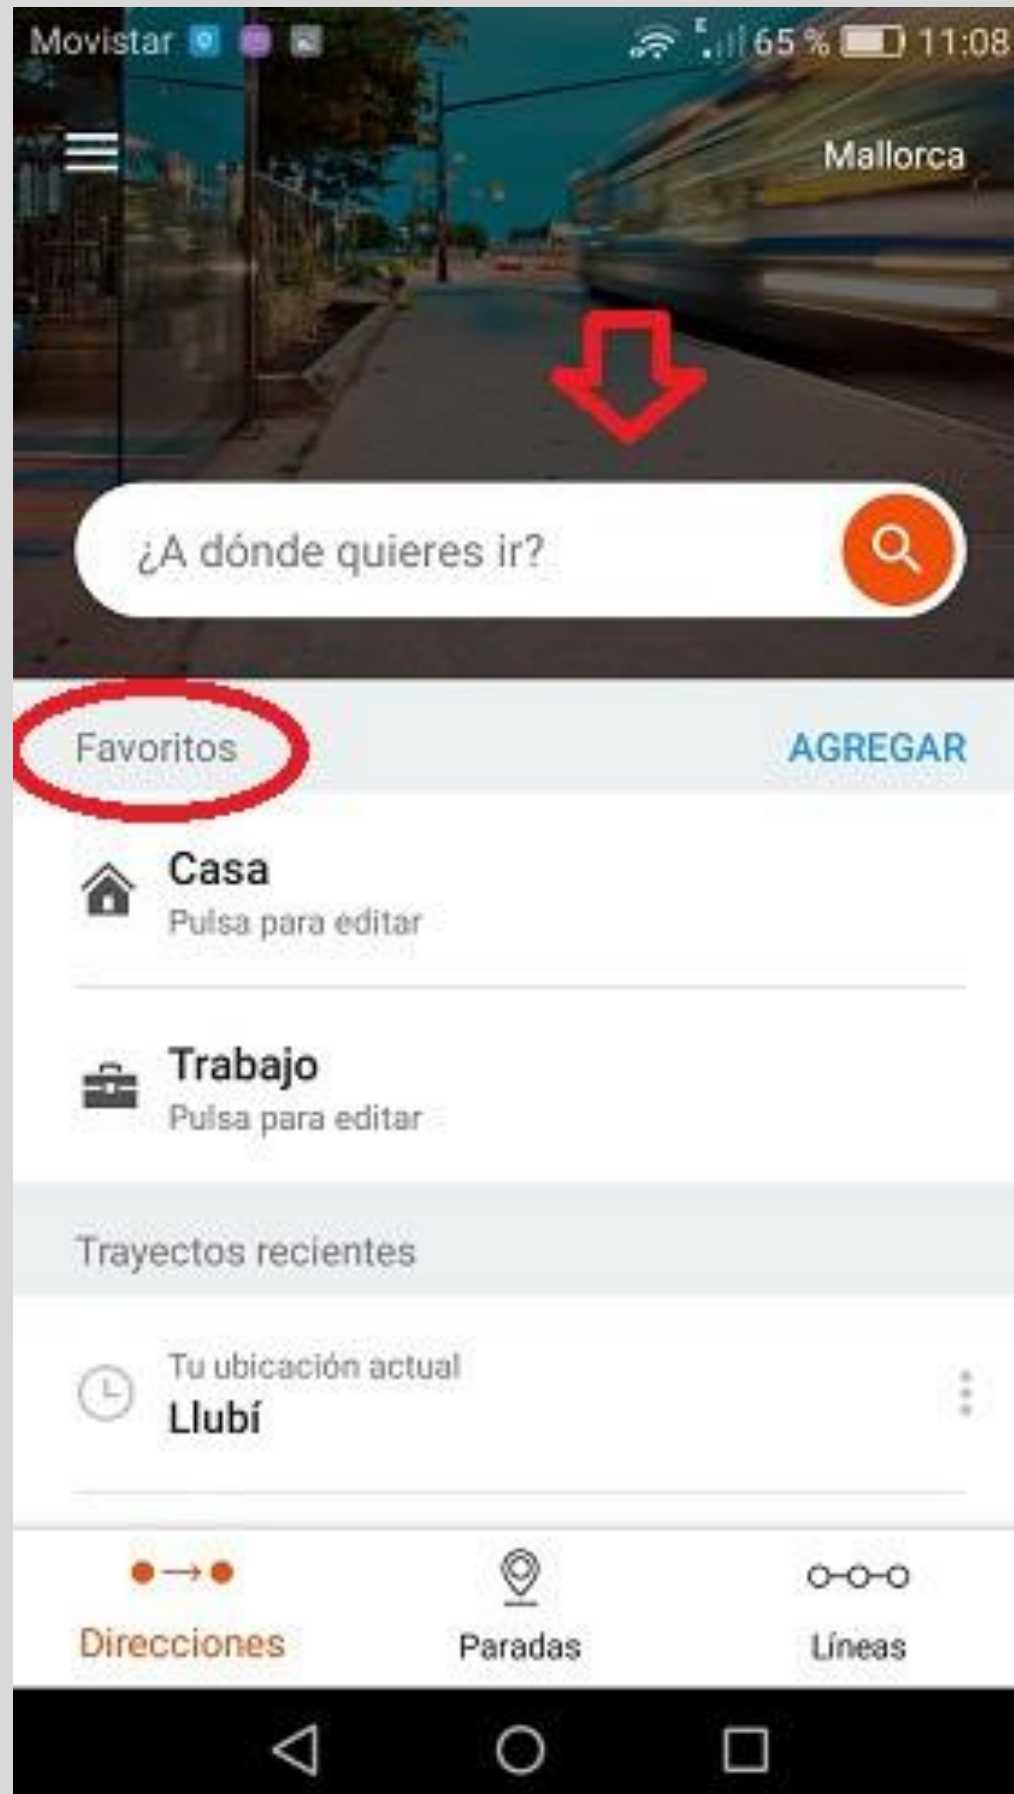 Movistar 65 % 11:08
Mallorca
¿A dónde quieres ir?
Favoritos AGREGAR
Casa
Pulsa para editar
Trabajo
Pulsa para editar
Trayectos recientes
Tu ubicación actual
Llubí
Direcciones Paradas Líneas